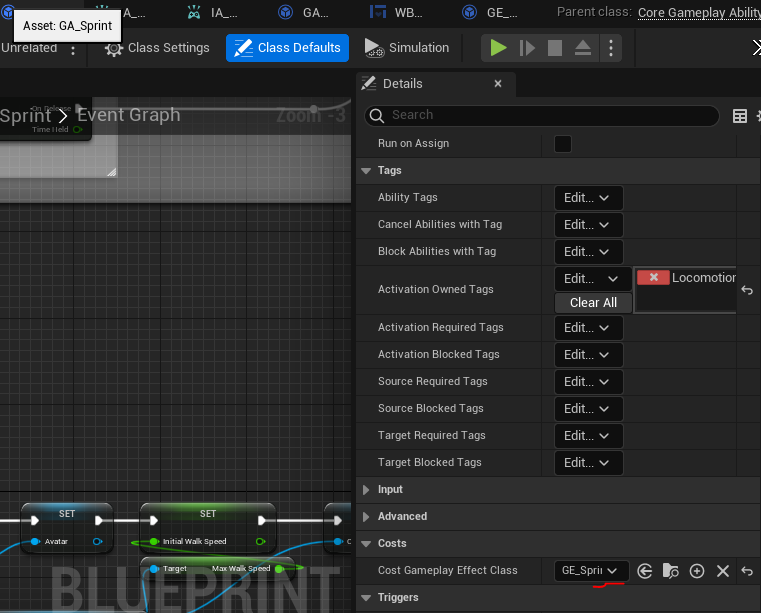 A_...
IA_...
GA...
WB...
GE_...
Parent class: Core Gameplay Ability
Asset: GA_Sprint
Unrelated
Class Settings
Class Defaults
Simulation
Details
Sprint > Event Graph
Zoom -3
On Release
Time Held
Search
Run on Assign
Tags
Ability Tags Edit...
Cancel Abilities with Tag Edit...
Block Abilities with Tag Edit...
Activation Owned Tags Edit... Locomotion
Clear All
Activation Required Tags Edit...
Activation Blocked Tags Edit...
Source Required Tags Edit...
Source Blocked Tags Edit...
Target Required Tags Edit...
Target Blocked Tags Edit...
Input
Advanced
Costs
Cost Gameplay Effect Class GE_Sprin
Triggers
SET SET
Avatar Initial Walk Speed
Target Max Walk Speed
BLUEPRINT